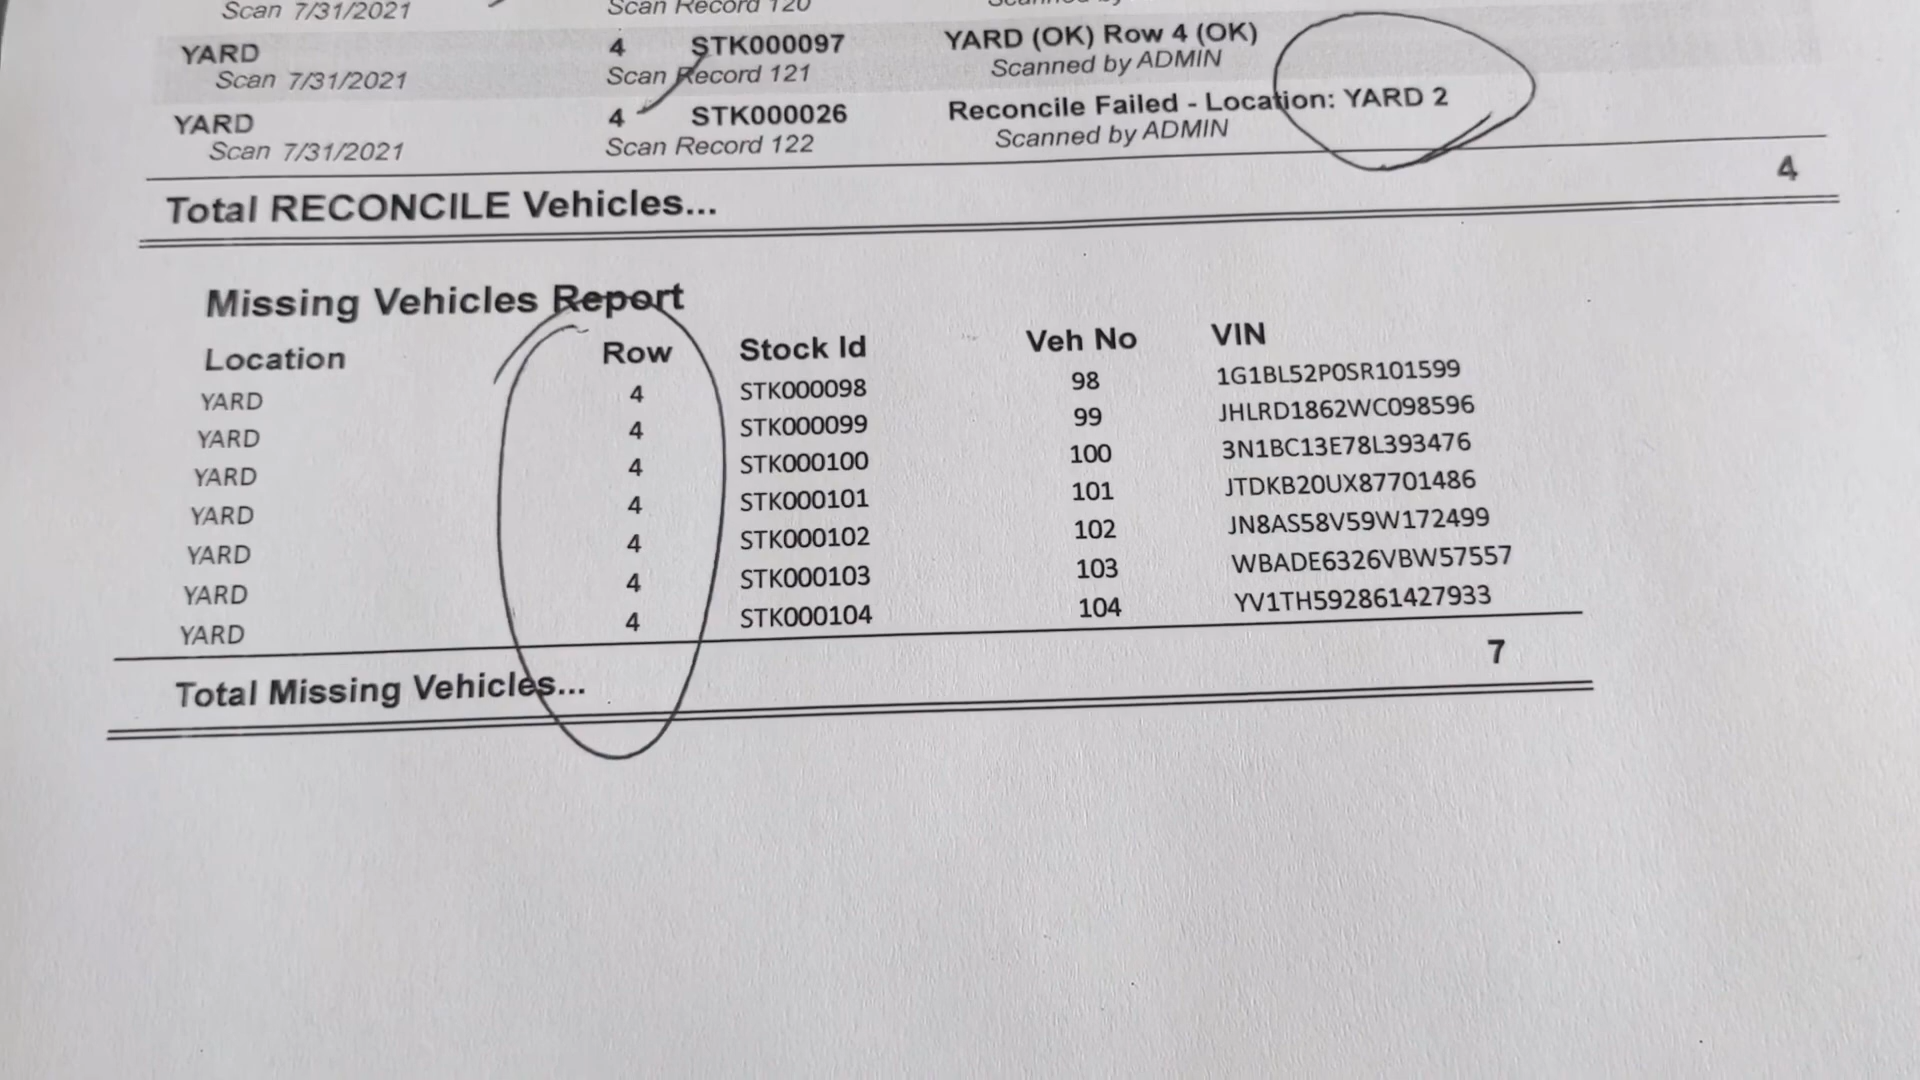 Scan 7/31/2021 Scan Record 120
YARD 4 STK000097 YARD (OK) Row 4 (OK)
Scan 7/31/2021 Scan Record 121 Scanned by ADMIN
YARD 4 STK000026 Reconcile Failed - Location: YARD 2
Scan 7/31/2021 Scan Record 122 Scanned by ADMIN
Total RECONCILE Vehicles... 4
Missing Vehicles Report
Location Row Stock Id Veh No VIN
YARD 4 STK000098 98 1G1BL52P0SR101599
YARD 4 STK000099 99 JHLRD1862WC098596
YARD 4 STK000100 100 3N1BC13E78L393476
YARD 4 STK000101 101 JTDKB20UX87701486
YARD 4 STK000102 102 JN8AS58V59W172499
YARD 4 STK000103 103 WBADE6326VBW57557
YARD 4 STK000104 104 YV1TH592861427933
Total Missing Vehicles... 7